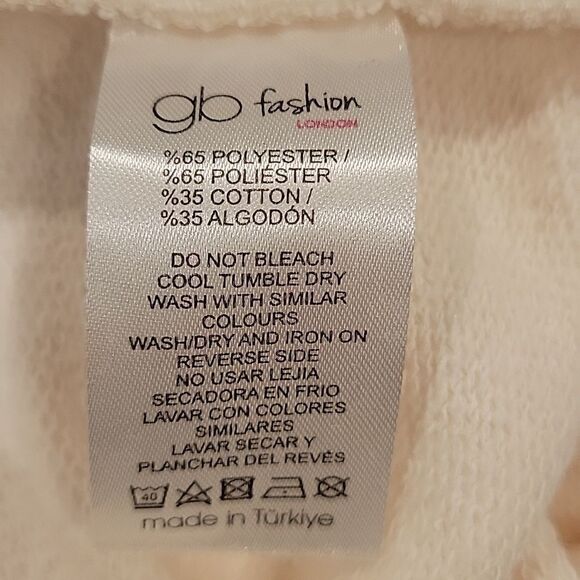 gb fashion
LONDON
%65 POLYESTER /
%65 POLIÉSTER
%35 COTTON /
%35 ALGODÓN
DO NOT BLEACH
COOL TUMBLE DRY
WASH WITH SIMILAR
COLOURS
WASH/DRY AND IRON ON
REVERSE SIDE
NO USAR LEJIA
SECADORA EN FRIO
LAVAR CON COLORES
SIMILARES
LAVAR SECAR Y
PLANCHAR DEL REVÉS
40
made in Türkiye